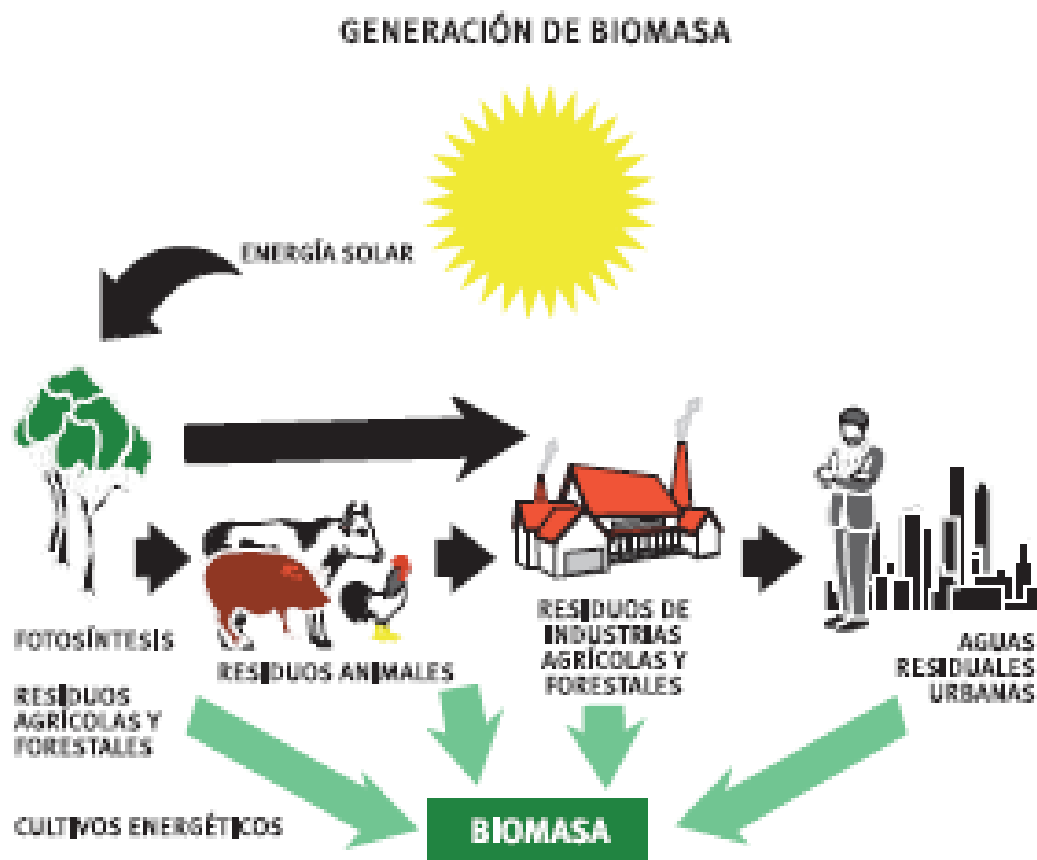 GENERACIÓN DE BIOMASA
ENERGÍA SOLAR
FOTOSÍNTESIS
RESIDUOS
AGRÍCOLAS Y
FORESTALES
CULTIVOS ENERGÉTICOS
RESIDUOS ANIMALES
RESIDUOS DE
INDUSTRIAS
AGRÍCOLAS Y
FORESTALES
AGUAS
RESIDUALES
URBANAS
BIOMASA